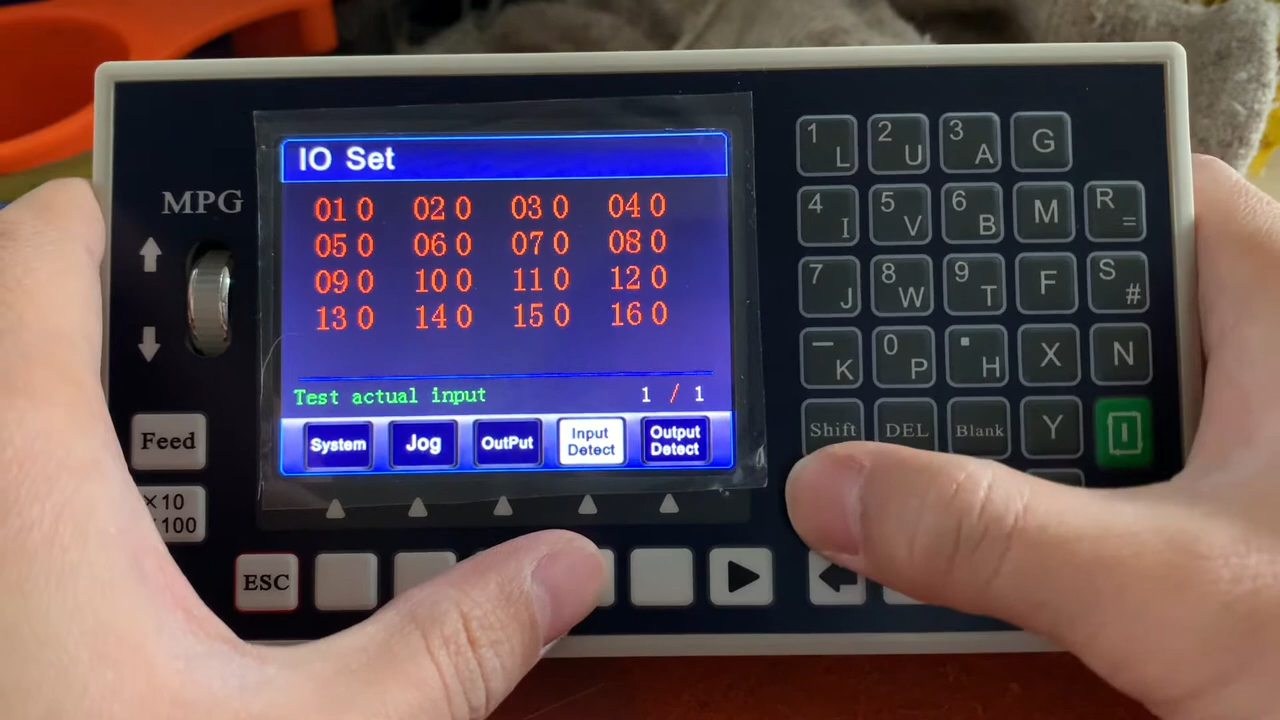 IO Set
01 0 02 0 03 0 04 0
05 0 06 0 07 0 08 0
09 0 10 0 11 0 12 0
13 0 14 0 15 0 16 0
Test actual input 1 / 1
System Jog OutPut Input Detect Output Detect
MPG
Feed
×10
100
ESC
1 L 2 U 3 A G
4 I 5 V 6 B M R =
7 J 8 W 9 T F S #
— K 0 P . H X N
Shift DEL Blank Y